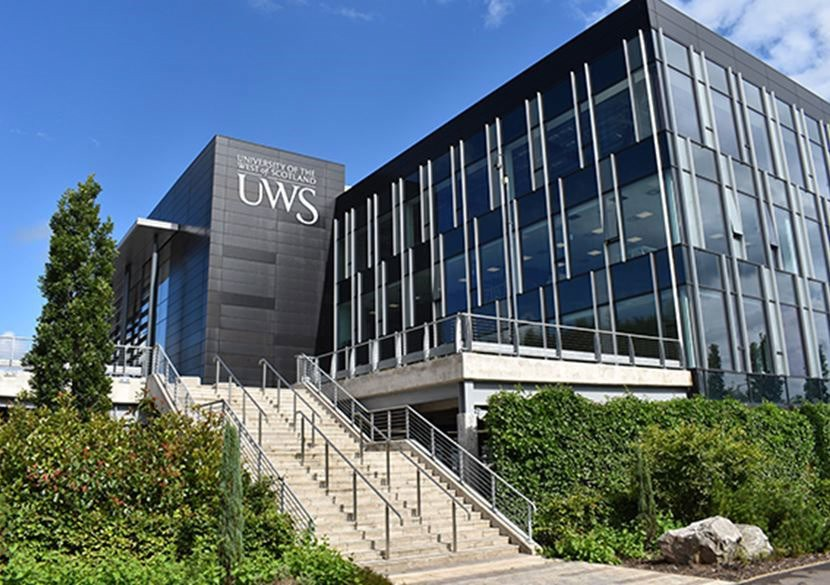 UNIVERSITY OF THE
WEST of SCOTLAND
UWS